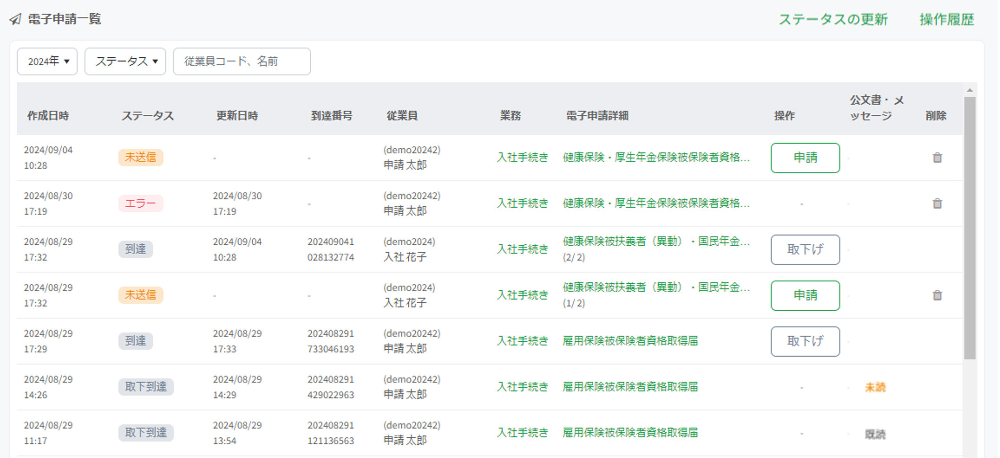 電子申請一覧
ステータスの更新 操作履歴
2024年▼ ステータス▼ 従業員コード、名前
作成日時 ステータス 更新日時 到達番号 従業員 業務 電子申請詳細 操作 公文書・メ
ッセージ 削除
2024/09/04
10:28
未送信 - -
(demo20242)
申請 太郎
入社手続き 健康保険・厚生年金保険被保険者資格... 申請 -
2024/08/30
17:19
エラー
2024/08/30
17:19
-
(demo20242)
申請 太郎
入社手続き 健康保険・厚生年金保険被保険者資格... - -
2024/08/29
17:32
到達
2024/09/04
10:28
202409041
028132774
(demo2024)
入社 花子
入社手続き
健康保険被扶養者（異動）・国民年金...
(2/ 2)
取下げ -
2024/08/29
17:32
未送信 - -
(demo2024)
入社 花子
入社手続き
健康保険被扶養者（異動）・国民年金...
(1/ 2)
申請 -
2024/08/29
17:29
到達
2024/08/29
17:33
202408291
733046193
(demo20242)
申請 太郎
入社手続き 雇用保険被保険者資格取得届 取下げ -
2024/08/29
14:26
取下到達
2024/08/29
14:29
202408291
429022963
(demo20242)
申請 太郎
入社手続き 雇用保険被保険者資格取得届 - - 未読
2024/08/29
11:17
取下到達
2024/08/29
13:54
202408291
121136563
(demo20242)
申請 太郎
入社手続き 雇用保険被保険者資格取得届 - - 既読